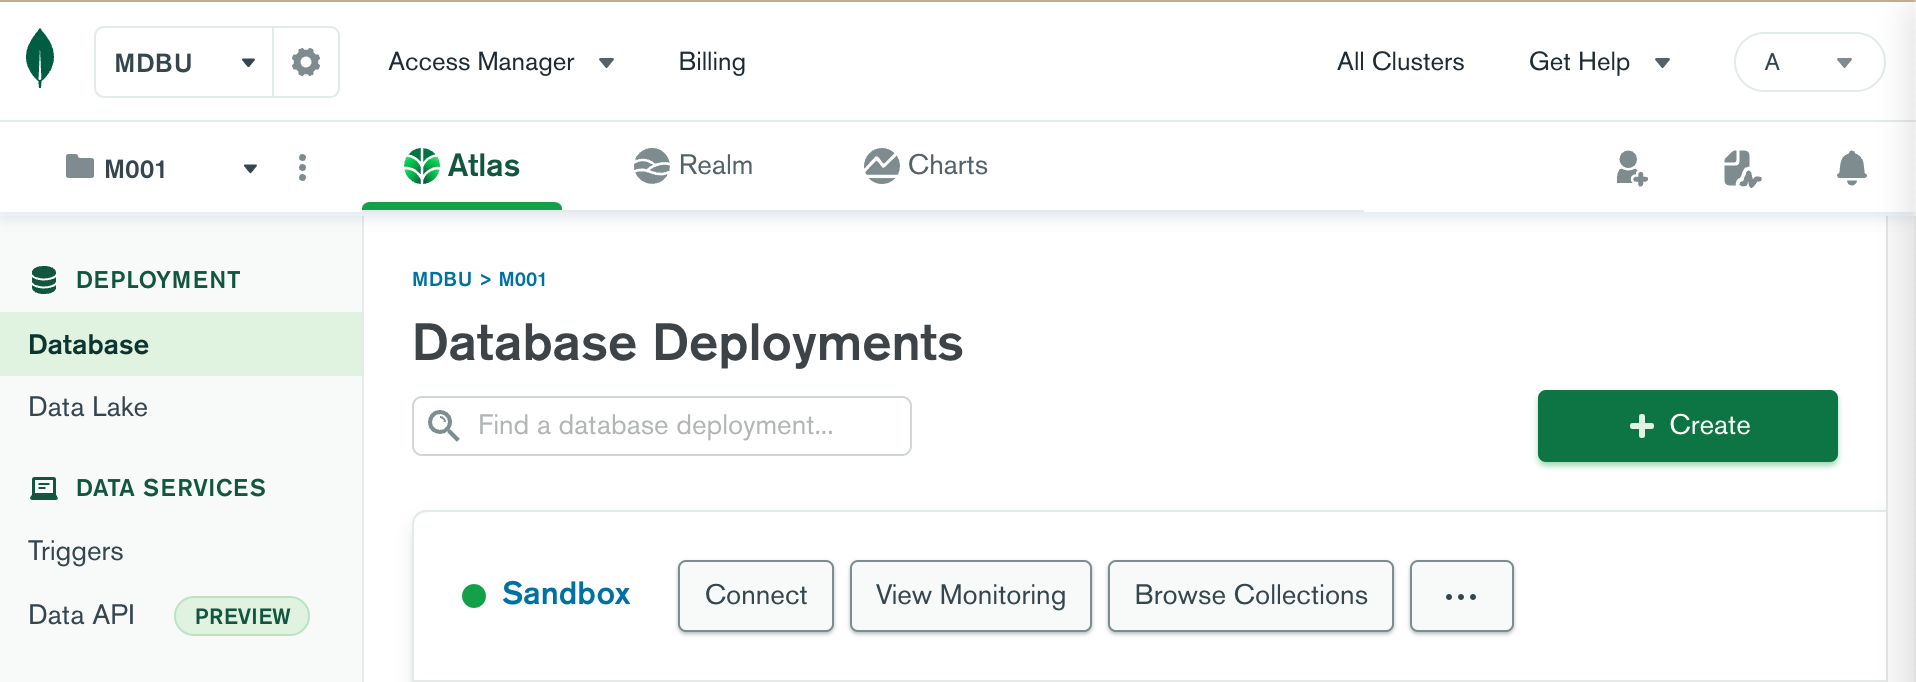 MDBU
Access Manager
Billing
All Clusters
Get Help
A
M001
Atlas
Realm
Charts
DEPLOYMENT
Database
Data Lake
DATA SERVICES
Triggers
Data API PREVIEW
MDBU > M001
Database Deployments
Find a database deployment...
+ Create
Sandbox
Connect
View Monitoring
Browse Collections
...